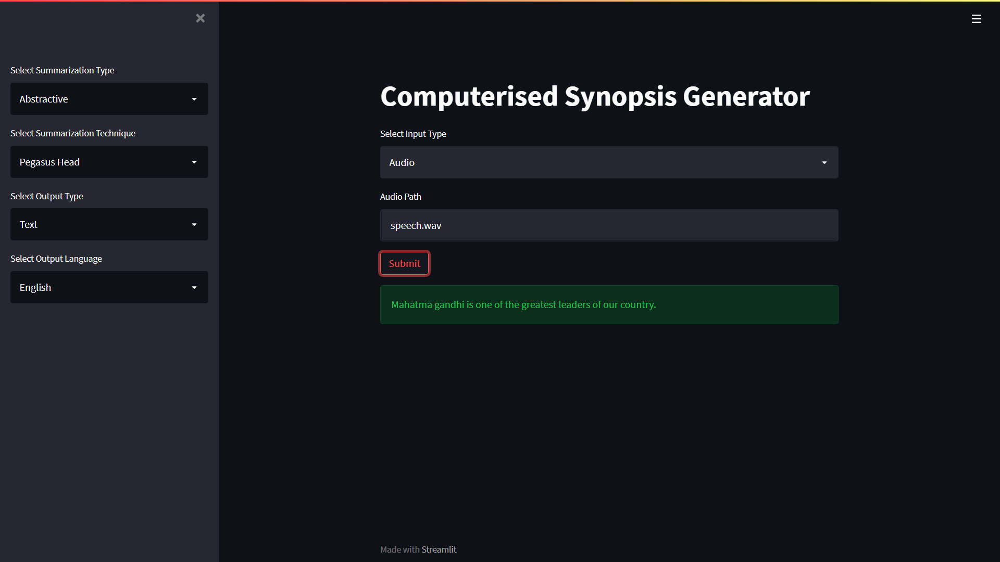 Select Summarization Type
Abstractive
Select Summarization Technique
Pegasus Head
Select Output Type
Text
Select Output Language
English
Computerised Synopsis Generator
Select Input Type
Audio
Audio Path
speech.wav
Submit
Mahatma gandhi is one of the greatest leaders of our country.
Made with Streamlit